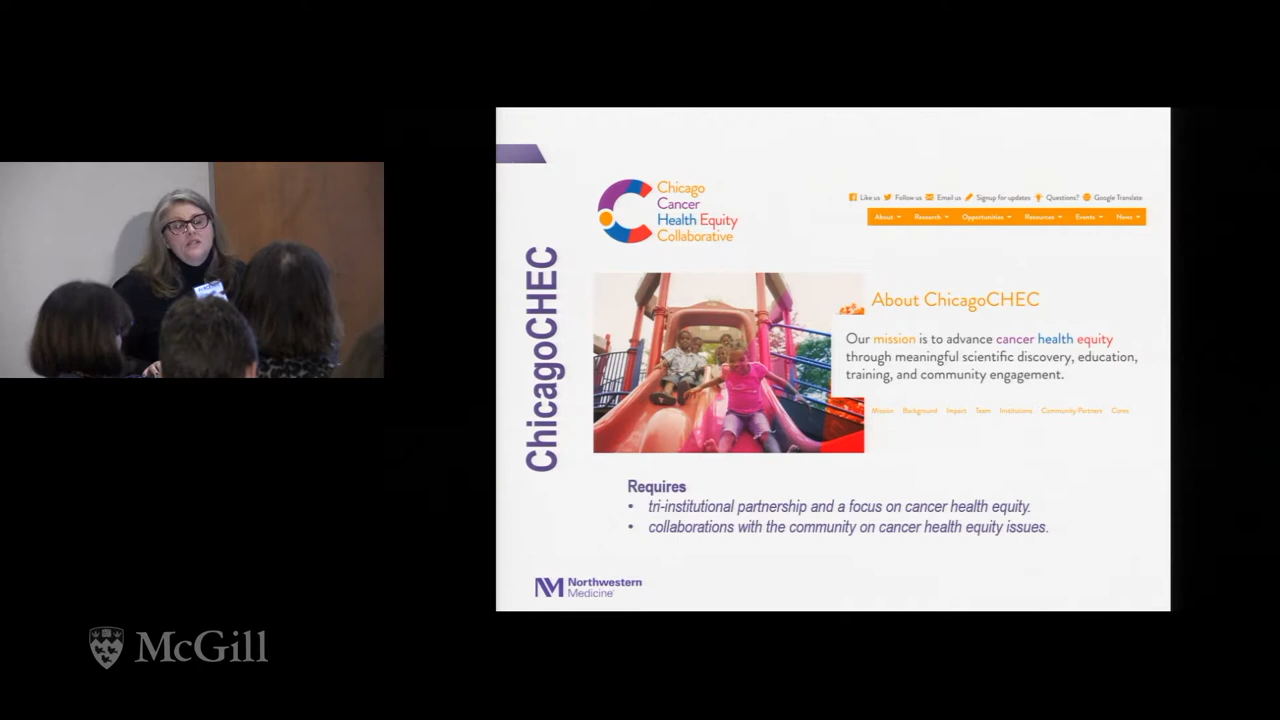 Chicago
Cancer
Health Equity
Collaborative
Like us Follow us Email us Signup for updates Questions? Google Translate
About Research Opportunities Resources Events News
ChicagoCHEC
About ChicagoCHEC
Our mission is to advance cancer health equity
through meaningful scientific discovery, education,
training, and community engagement.
Mission Background Impact Team Institutions Community Partners Cores
Requires
• tri-institutional partnership and a focus on cancer health equity.
• collaborations with the community on cancer health equity issues.
Northwestern
Medicine
McGill